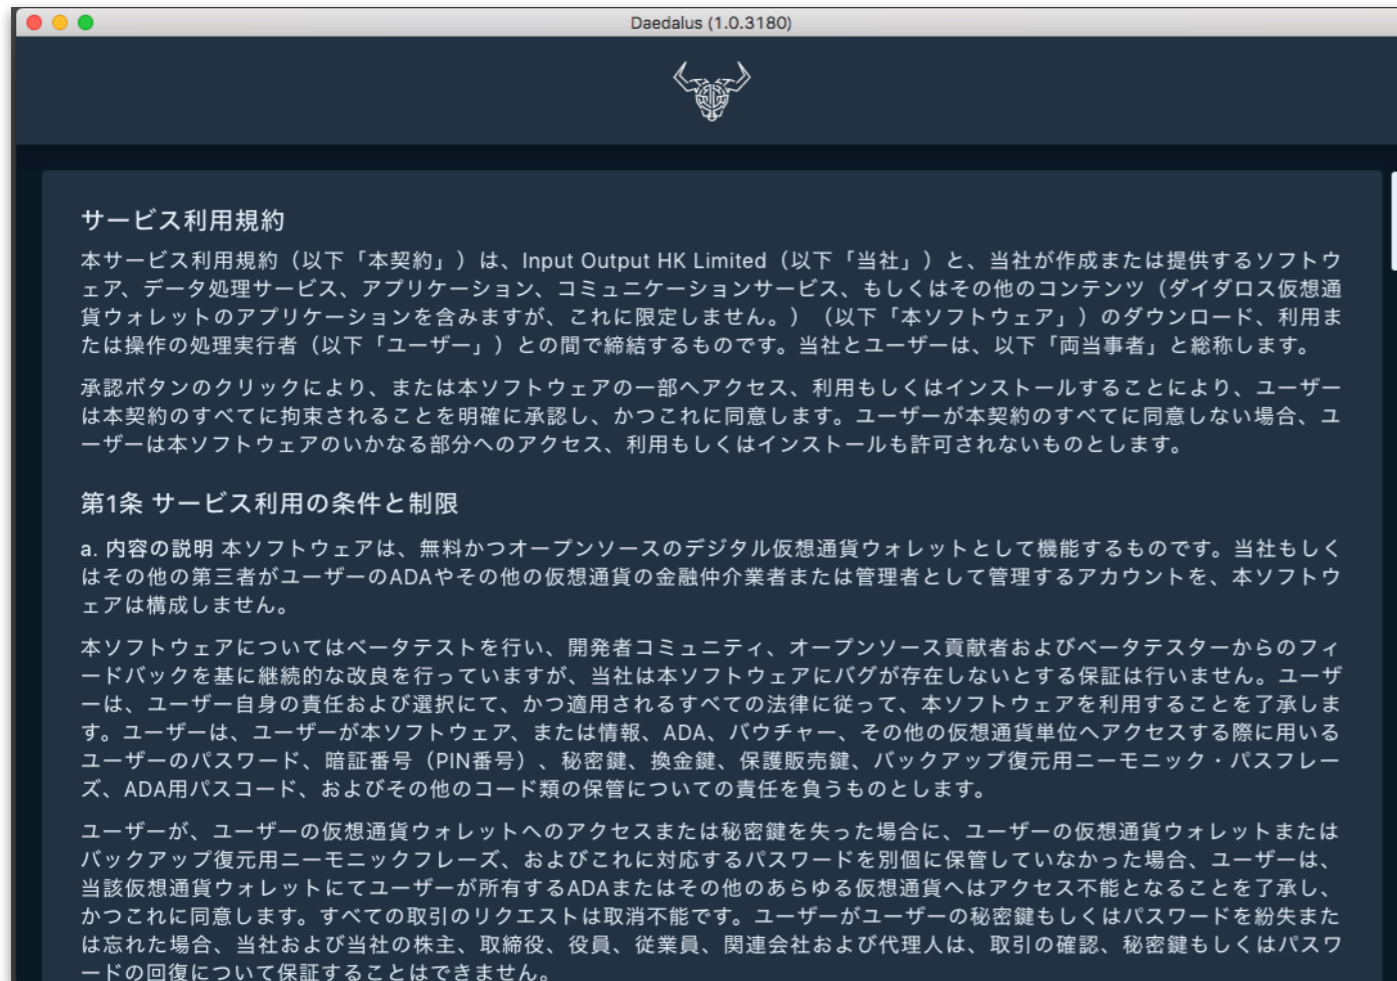 Daedalus (1.0.3180)
サービス利用規約
本サービス利用規約（以下「本契約」）は、Input Output HK Limited（以下「当社」）と、当社が作成または提供するソフトウ
ェア、データ処理サービス、アプリケーション、コミュニケーションサービス、もしくはその他のコンテンツ（ダイダロス仮想通
貨ウォレットのアプリケーションを含みますが、これに限定しません。）（以下「本ソフトウェア」）のダウンロード、利用ま
たは操作の処理実行者（以下「ユーザー」）との間で締結するものです。当社とユーザーは、以下「両当事者」と総称します。
承認ボタンのクリックにより、または本ソフトウェアの一部へアクセス、利用もしくはインストールすることにより、ユーザー
は本契約のすべてに拘束されることを明確に承認し、かつこれに同意します。ユーザーが本契約のすべてに同意しない場合、ユ
ーザーは本ソフトウェアのいかなる部分へのアクセス、利用もしくはインストールも許可されないものとします。
第1条 サービス利用の条件と制限
a. 内容の説明 本ソフトウェアは、無料かつオープンソースのデジタル仮想通貨ウォレットとして機能するものです。当社もしく
はその他の第三者がユーザーのADAやその他の仮想通貨の金融仲介業者または管理者として管理するアカウントを、本ソフトウ
ェアは構成しません。
本ソフトウェアについてはベータテストを行い、開発者コミュニティ、オープンソース貢献者およびベータテスターからのフィ
ードバックを基に継続的な改良を行っていますが、当社は本ソフトウェアにバグが存在しないとする保証は行いません。ユーザ
ーは、ユーザー自身の責任および選択にて、かつ適用されるすべての法律に従って、本ソフトウェアを利用することを了承しま
す。ユーザーは、ユーザーが本ソフトウェア、または情報、ADA、バウチャー、その他の仮想通貨単位へアクセスする際に用いる
ユーザーのパスワード、暗証番号（PIN番号）、秘密鍵、換金鍵、保護販売鍵、バックアップ復元用ニーモニック・パスフレー
ズ、ADA用パスコード、およびその他のコード類の保管についての責任を負うものとします。
ユーザーが、ユーザーの仮想通貨ウォレットへのアクセスまたは秘密鍵を失った場合に、ユーザーの仮想通貨ウォレットまたは
バックアップ復元用ニーモニックフレーズ、およびこれに対応するパスワードを別個に保管していなかった場合、ユーザーは、
当該仮想通貨ウォレットにてユーザーが所有するADAまたはその他のあらゆる仮想通貨へはアクセス不能となることを了承し、
かつこれに同意します。すべての取引のリクエストは取消不能です。ユーザーがユーザーの秘密鍵もしくはパスワードを紛失また
は忘れた場合、当社および当社の株主、取締役、役員、従業員、関連会社および代理人は、取引の確認、秘密鍵もしくはパスワ
ードの回復について保証することはできません。